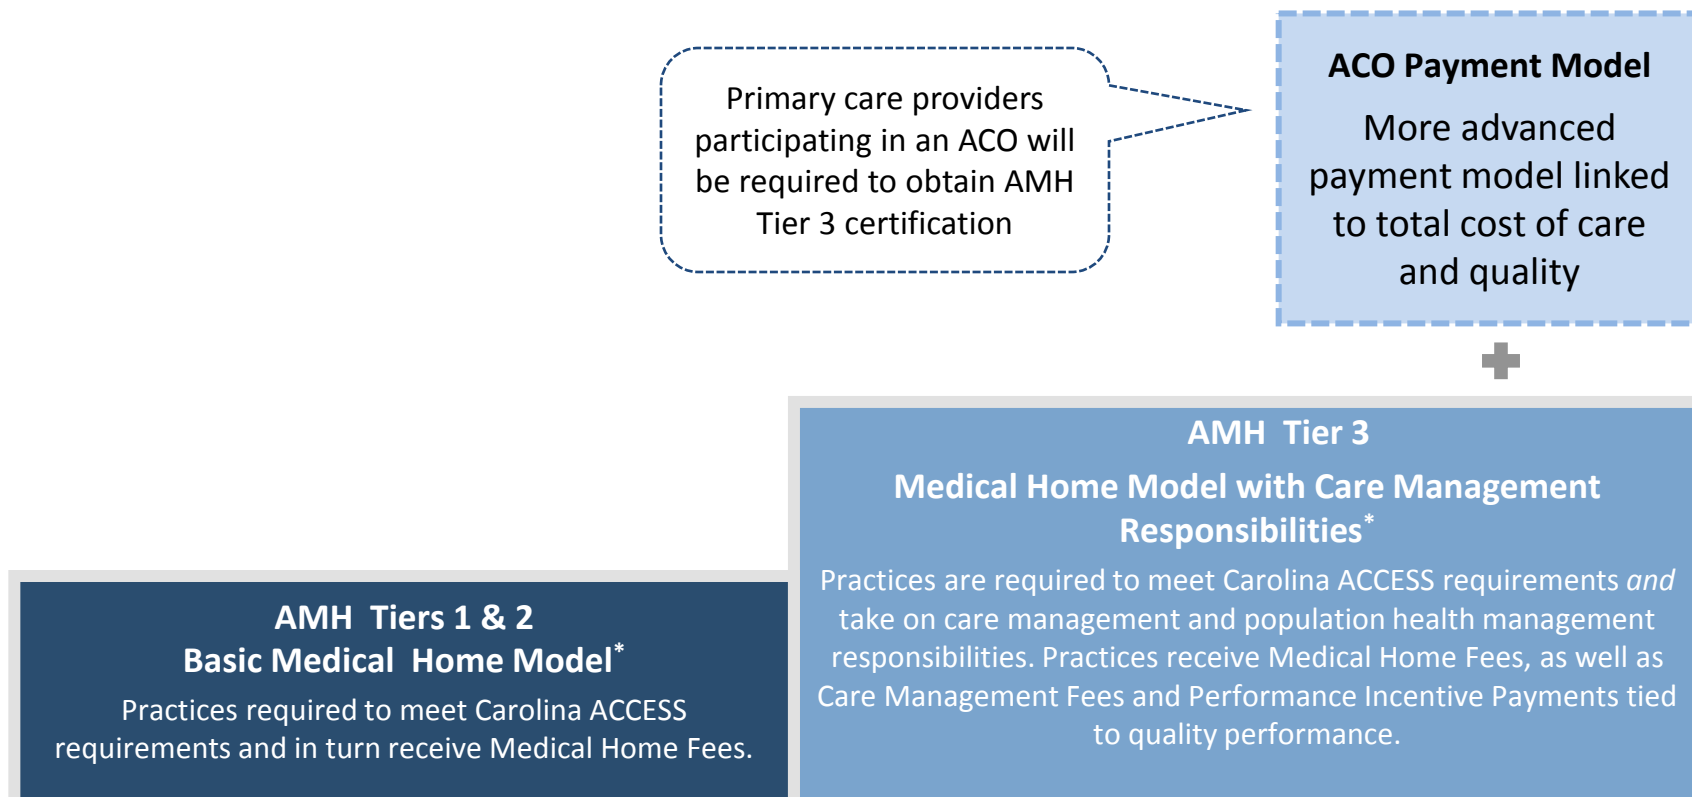 Primary care providers
participating in an ACO will
be required to obtain AMH
Tier 3 certification
ACO Payment Model
More advanced
payment model linked
to total cost of care
and quality
AMH Tier 3
Medical Home Model with Care Management
Responsibilities*
Practices are required to meet Carolina ACCESS requirements and
take on care management and population health management
responsibilities. Practices receive Medical Home Fees, as well as
Care Management Fees and Performance Incentive Payments tied
to quality performance.
AMH Tiers 1 & 2
Basic Medical Home Model*
Practices required to meet Carolina ACCESS
requirements and in turn receive Medical Home Fees.